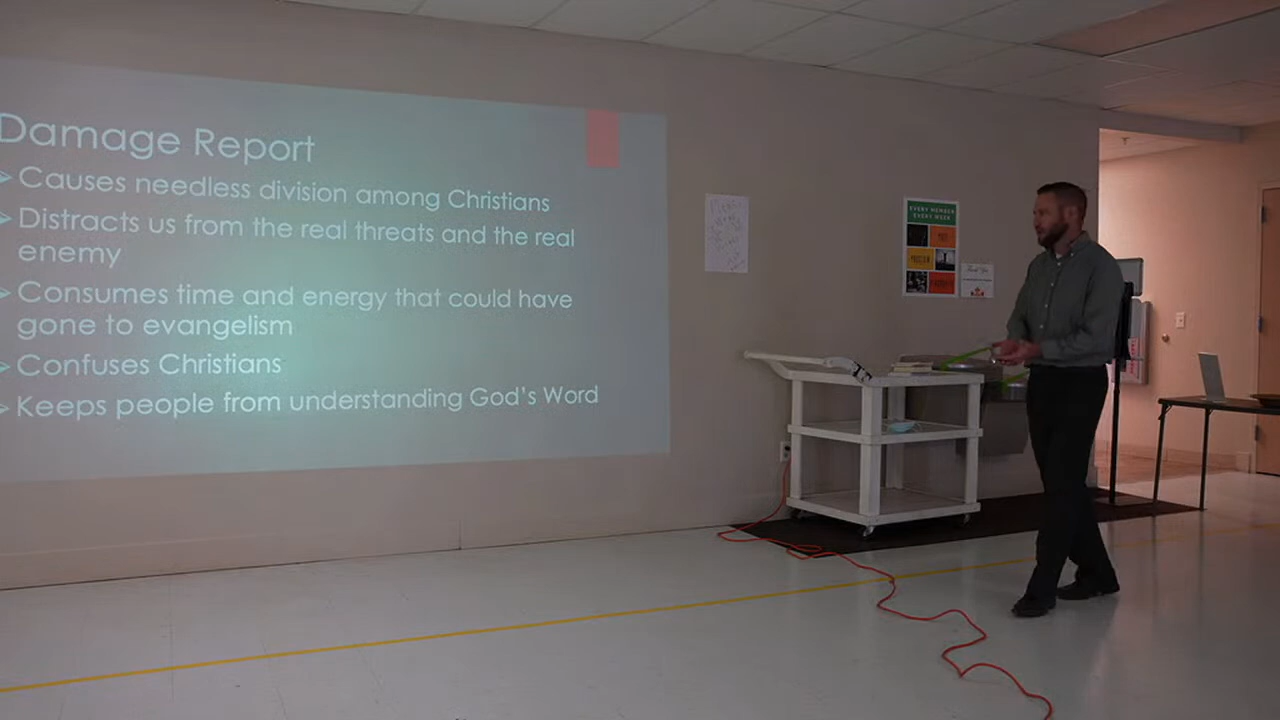 Damage Report
Causes needless division among Christians
Distracts us from the real threats and the real
enemy
Consumes time and energy that could have
gone to evangelism
Confuses Christians
Keeps people from understanding God's Word
EVERY MEMBER
EVERY WEEK